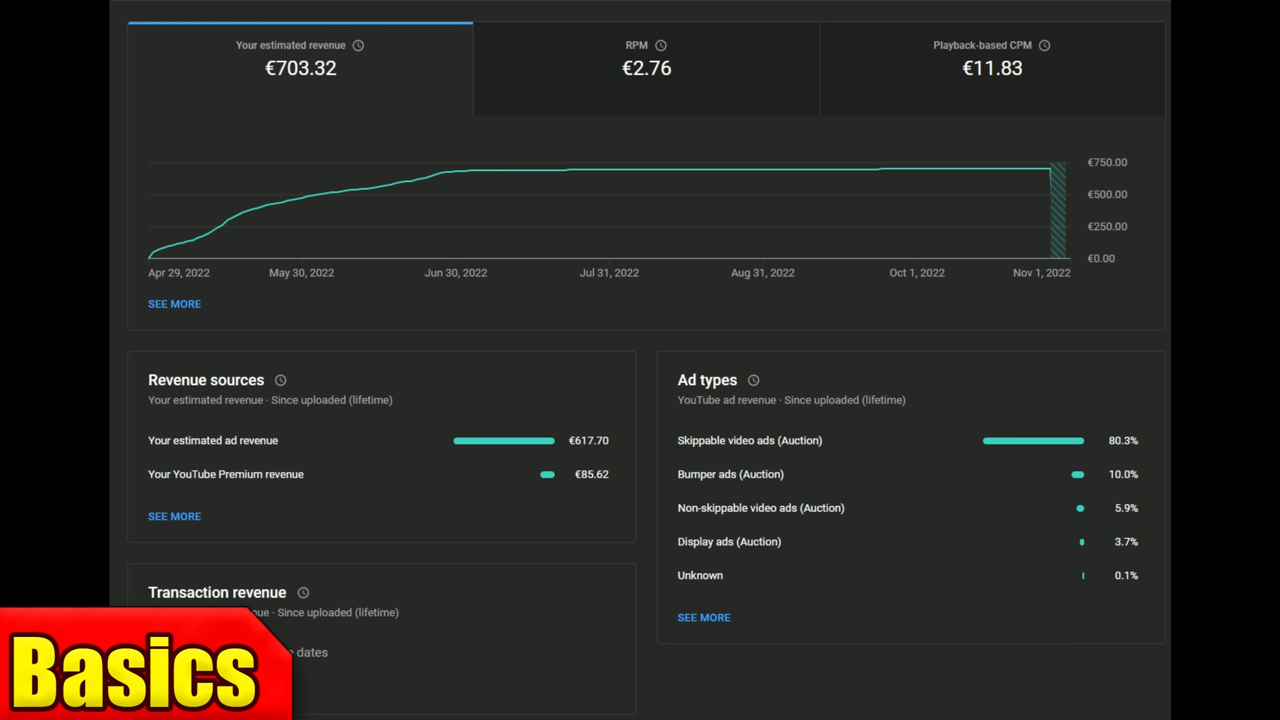 Your estimated revenue
€703.32
RPM
€2.76
Playback-based CPM
€11.83
€750.00
€500.00
€250.00
€0.00
Apr 29, 2022 May 30, 2022 Jun 30, 2022 Jul 31, 2022 Aug 31, 2022 Oct 1, 2022 Nov 1, 2022
SEE MORE
Revenue sources
Your estimated revenue · Since uploaded (lifetime)
Your estimated ad revenue €617.70
Your YouTube Premium revenue €85.62
SEE MORE
Ad types
YouTube ad revenue · Since uploaded (lifetime)
Skippable video ads (Auction) 80.3%
Bumper ads (Auction) 10.0%
Non-skippable video ads (Auction) 5.9%
Display ads (Auction) 3.7%
Unknown 0.1%
SEE MORE
Transaction revenue
· Since uploaded (lifetime)
dates
Basics